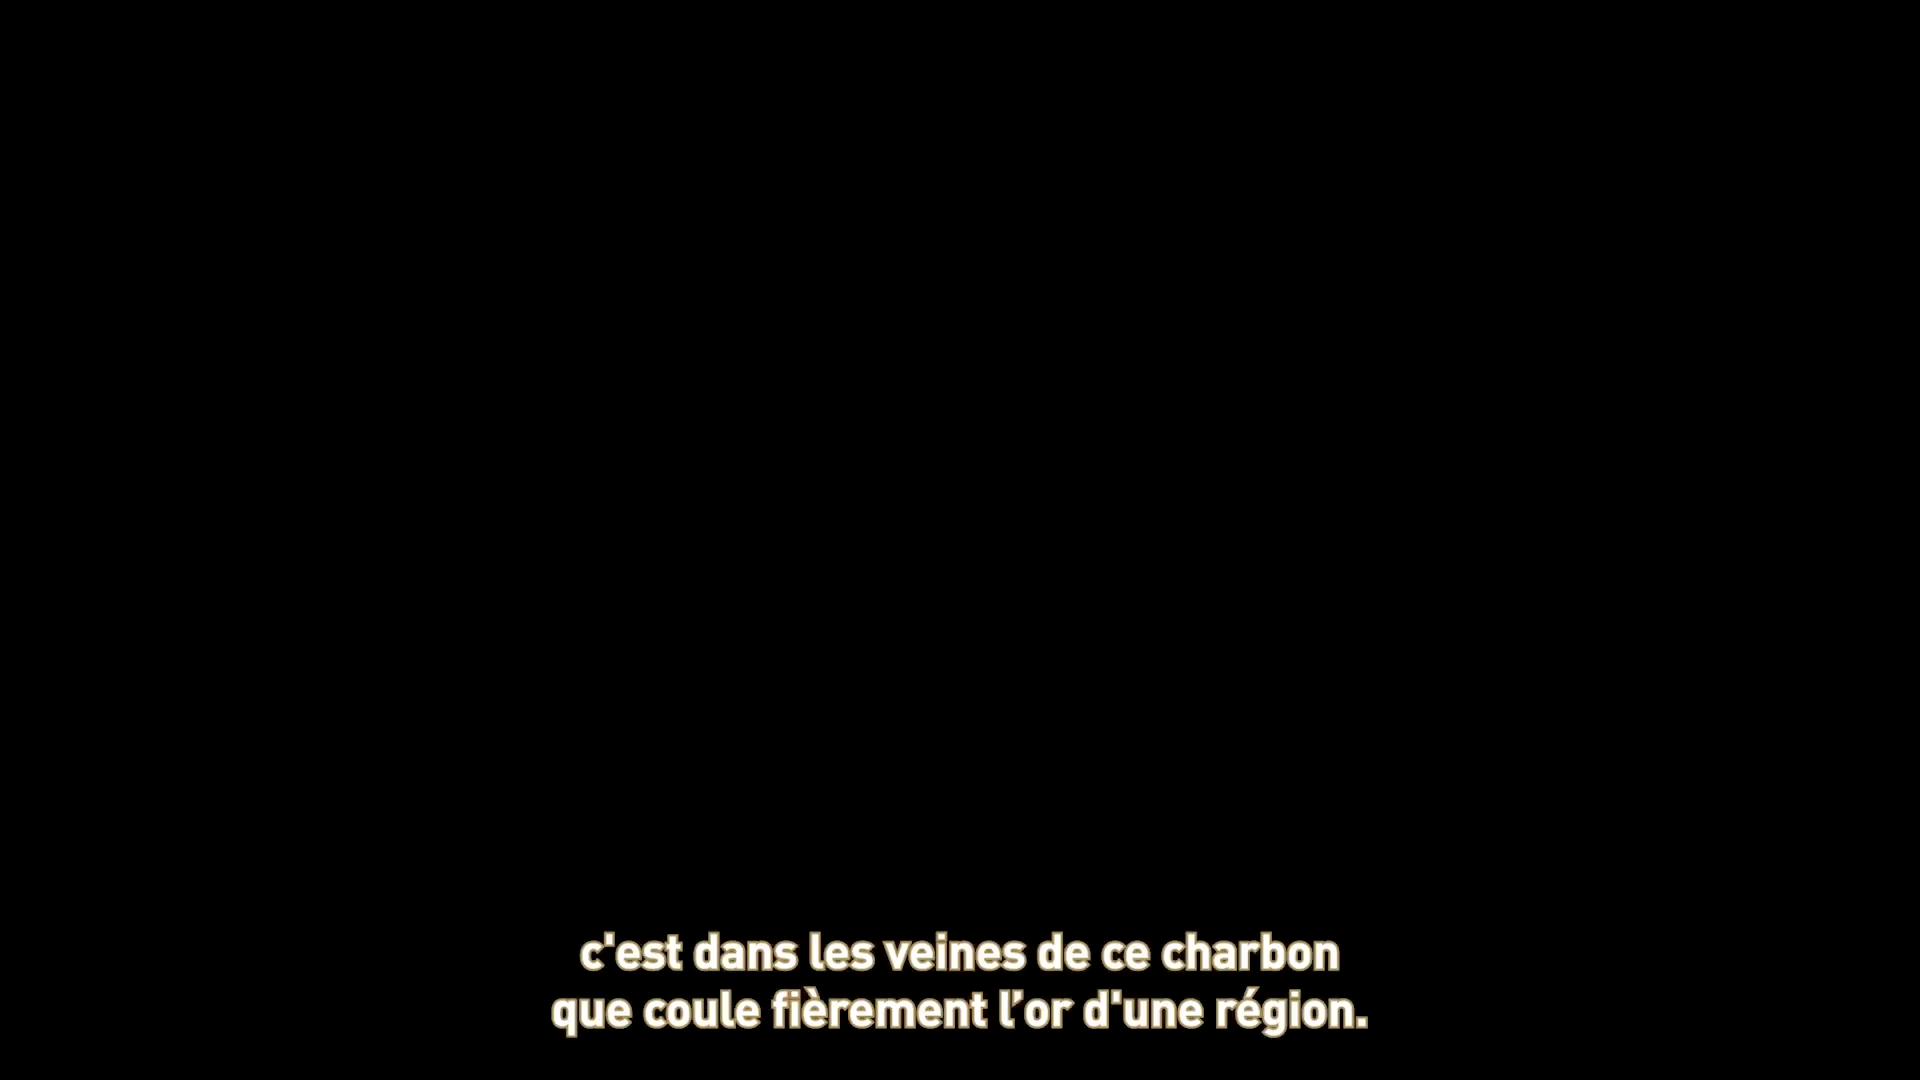 c'est dans les veines de ce charbon
que coule fièrement l’or d'une région.